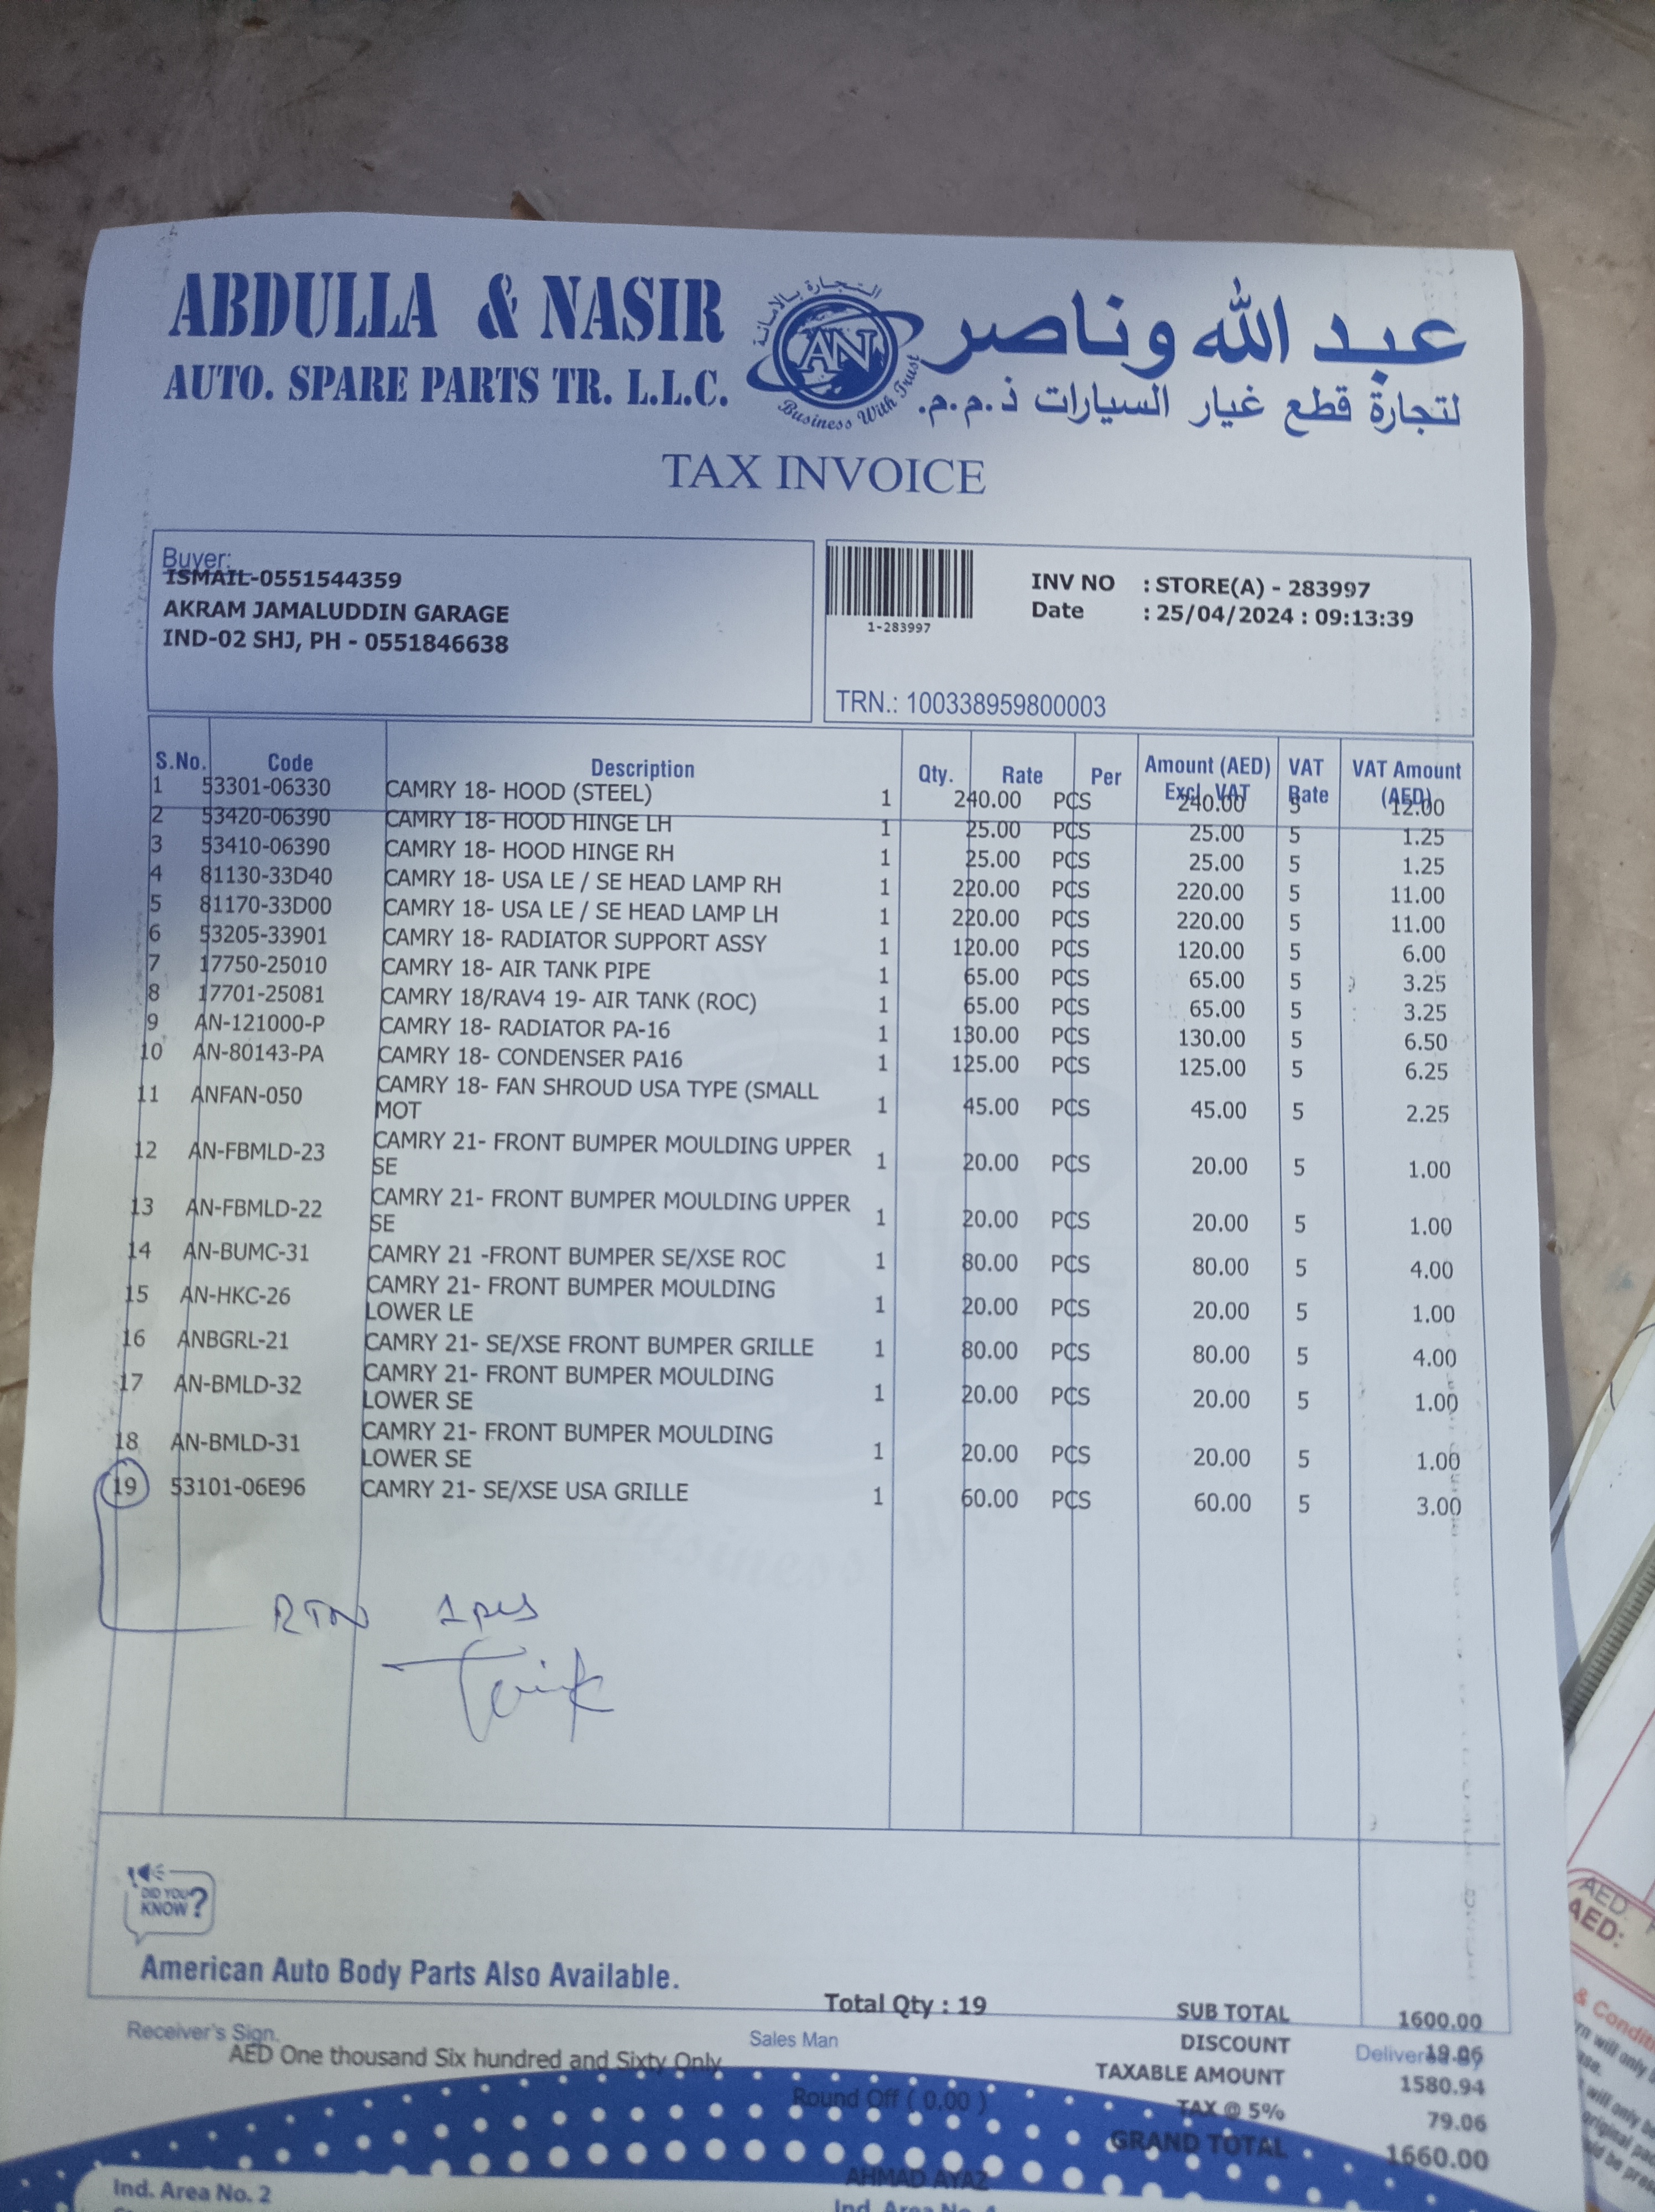 ABDULLA & NASIR
AUTO. SPARE PARTS TR. L.L.C.
التجارة بالامانة
AN
Business With Trust
عبد الله وناصر
لتجارة قطع غيار السيارات ذ.م.م.
TAX INVOICE
Buyer:
ISMAIL-0551544359
AKRAM JAMALUDDIN GARAGE
IND-02 SHJ, PH - 0551846638
1-283997
INV NO : STORE(A) - 283997
Date : 25/04/2024 : 09:13:39
TRN.: 100338959800003
S.No. Code Description Qty. Rate Per Amount (AED) Excl. VAT VAT Rate VAT Amount (AED)
1 53301-06330 CAMRY 18- HOOD (STEEL) 1 240.00 PCS 240.00 5 12.00
2 53420-06390 CAMRY 18- HOOD HINGE LH 1 25.00 PCS 25.00 5 1.25
3 53410-06390 CAMRY 18- HOOD HINGE RH 1 25.00 PCS 25.00 5 1.25
4 81130-33D40 CAMRY 18- USA LE / SE HEAD LAMP RH 1 220.00 PCS 220.00 5 11.00
5 81170-33D00 CAMRY 18- USA LE / SE HEAD LAMP LH 1 220.00 PCS 220.00 5 11.00
6 53205-33901 CAMRY 18- RADIATOR SUPPORT ASSY 1 120.00 PCS 120.00 5 6.00
7 17750-25010 CAMRY 18- AIR TANK PIPE 1 65.00 PCS 65.00 5 3.25
8 17701-25081 CAMRY 18/RAV4 19- AIR TANK (ROC) 1 65.00 PCS 65.00 5 3.25
9 AN-121000-P CAMRY 18- RADIATOR PA-16 1 130.00 PCS 130.00 5 6.50
10 AN-80143-PA CAMRY 18- CONDENSER PA16 1 125.00 PCS 125.00 5 6.25
11 ANFAN-050 CAMRY 18- FAN SHROUD USA TYPE (SMALL MOT 1 45.00 PCS 45.00 5 2.25
12 AN-FBMLD-23 CAMRY 21- FRONT BUMPER MOULDING UPPER SE 1 20.00 PCS 20.00 5 1.00
13 AN-FBMLD-22 CAMRY 21- FRONT BUMPER MOULDING UPPER SE 1 20.00 PCS 20.00 5 1.00
14 AN-BUMC-31 CAMRY 21 -FRONT BUMPER SE/XSE ROC 1 80.00 PCS 80.00 5 4.00
15 AN-HKC-26 CAMRY 21- FRONT BUMPER MOULDING LOWER LE 1 20.00 PCS 20.00 5 1.00
16 ANBGRL-21 CAMRY 21- SE/XSE FRONT BUMPER GRILLE 1 80.00 PCS 80.00 5 4.00
17 AN-BMLD-32 CAMRY 21- FRONT BUMPER MOULDING LOWER SE 1 20.00 PCS 20.00 5 1.00
18 AN-BMLD-31 CAMRY 21- FRONT BUMPER MOULDING LOWER SE 1 20.00 PCS 20.00 5 1.00
19 53101-06E96 CAMRY 21- SE/XSE USA GRILLE 1 60.00 PCS 60.00 5 3.00
RTN 1 pcs
DID YOU KNOW?
American Auto Body Parts Also Available.
Total Qty : 19
SUB TOTAL 1600.00
Receiver's Sign. Sales Man Delivered By
DISCOUNT 19.06
AED One thousand Six hundred and Sixty Only
TAXABLE AMOUNT 1580.94
Round Off ( 0.00 )
TAX @ 5% 79.06
GRAND TOTAL 1660.00
AHMAD AYAZ
Ind. Area No. 2
Ind. Area No. 4
AED:
AED:
& Conditi
will only
will only be
original